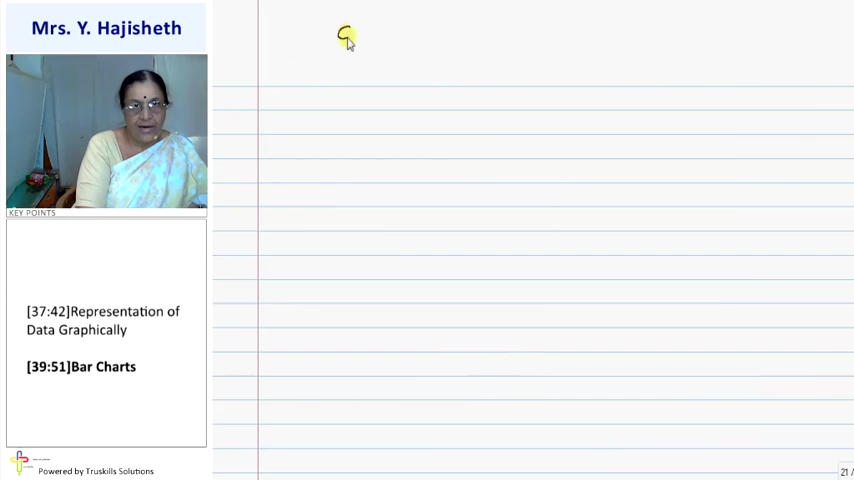 Mrs. Y. Hajisheth
KEY POINTS
[37:42]Representation of
Data Graphically
[39:51]Bar Charts
Powered by Truskills Solutions
21 /